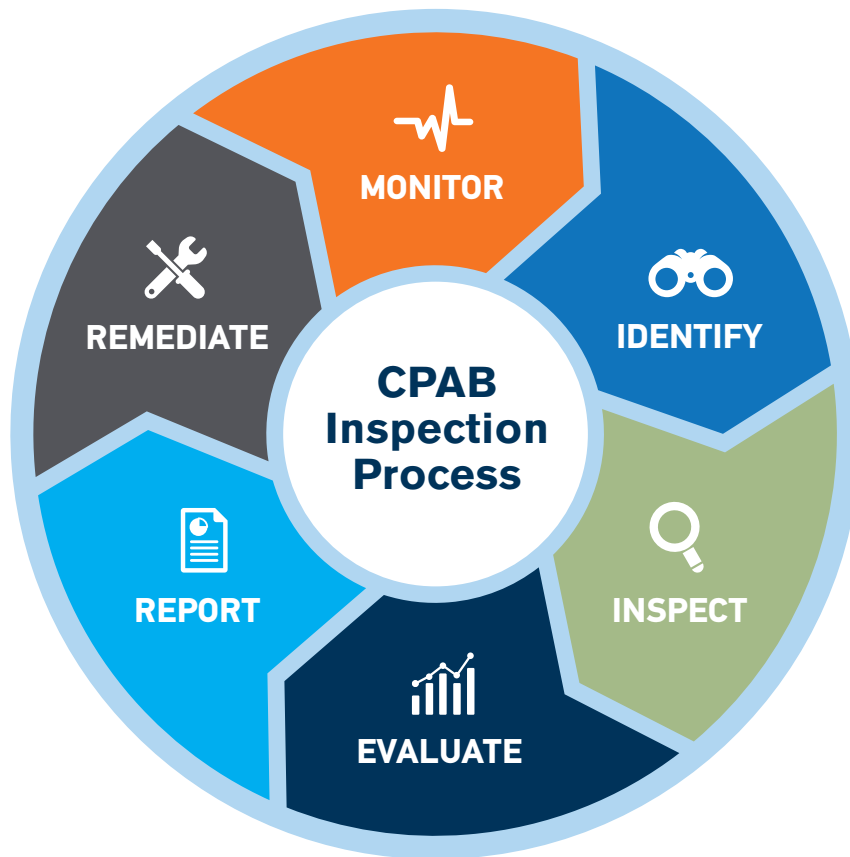 MONITOR
IDENTIFY
REMEDIATE
CPAB
Inspection
Process
INSPECT
REPORT
EVALUATE